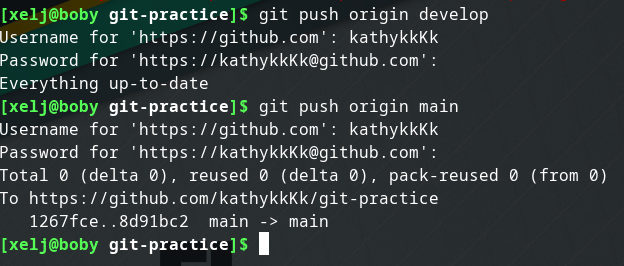 [xelj@boby git-practice]$ git push origin develop
Username for 'https://github.com': kathykkKk
Password for 'https://kathykkKk@github.com':
Everything up-to-date
[xelj@boby git-practice]$ git push origin main
Username for 'https://github.com': kathykkKk
Password for 'https://kathykkKk@github.com':
Total 0 (delta 0), reused 0 (delta 0), pack-reused 0 (from 0)
To https://github.com/kathykkKk/git-practice
   1267fce..8d91bc2  main -> main
[xelj@boby git-practice]$